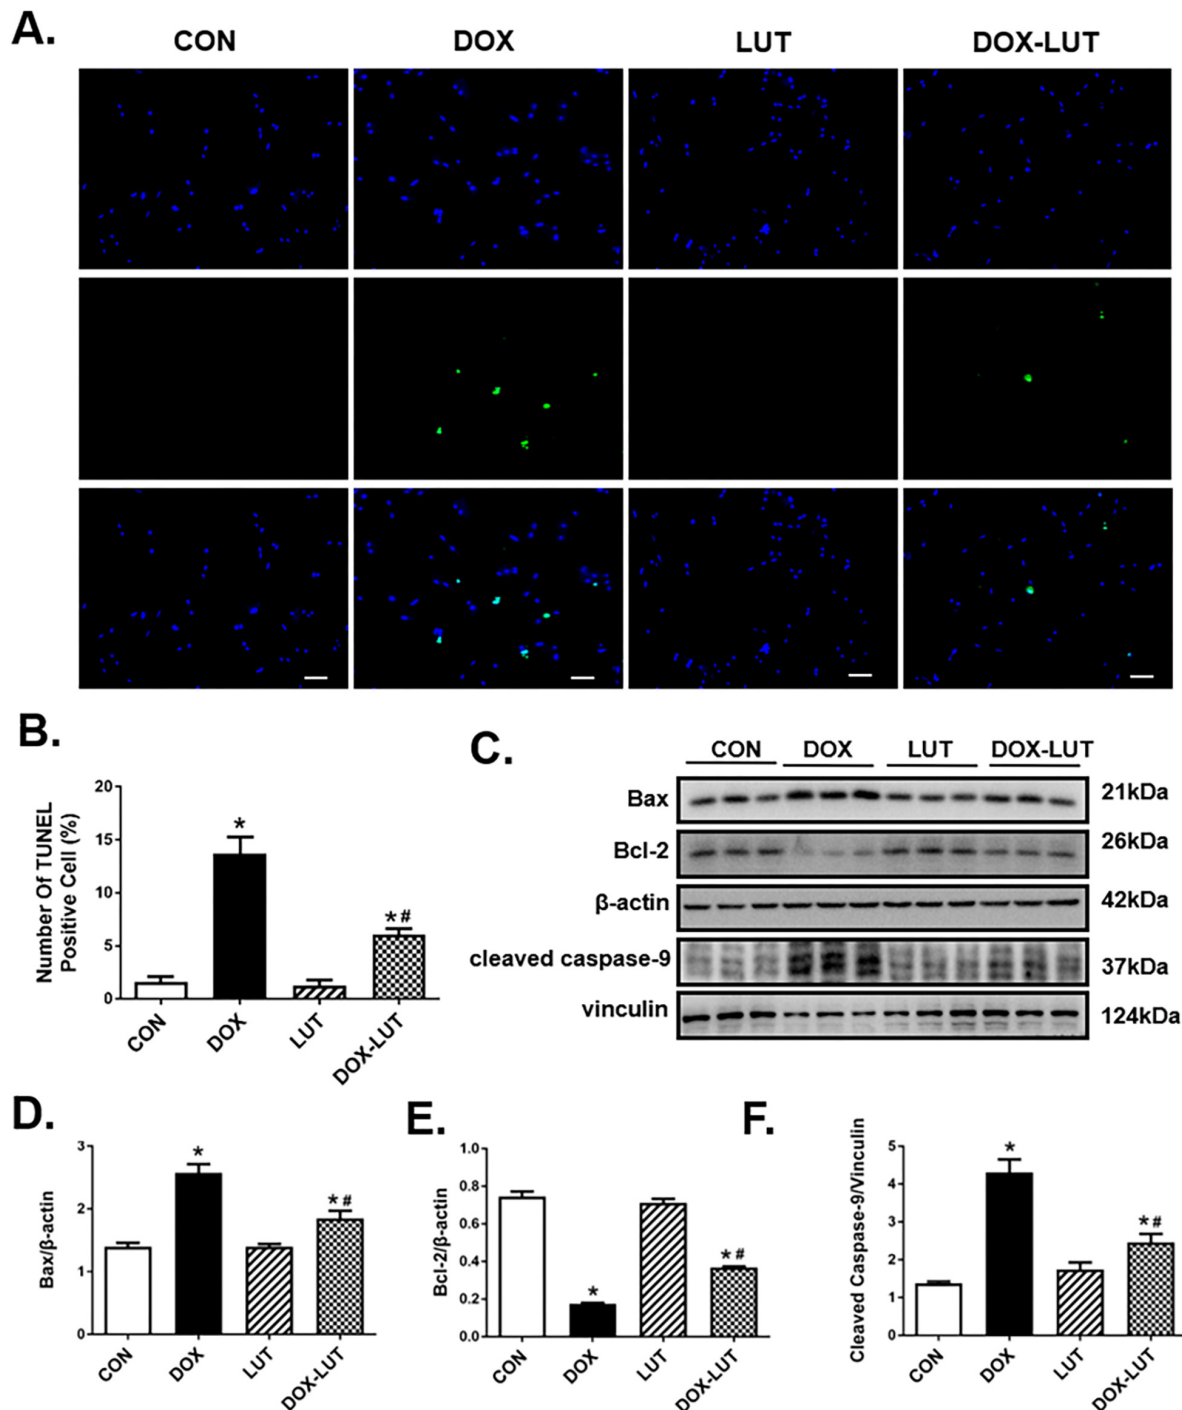 A.
CON DOX LUT DOX-LUT
B.
Number Of TUNEL
Positive Cell (%)
20
15
10
5
0
*
* #
CON DOX LUT DOX-LUT
C.
CON DOX LUT DOX-LUT
Bax 21kDa
Bcl-2 26kDa
β-actin 42kDa
cleaved caspase-9 37kDa
vinculin 124kDa
D.
Bax/β-actin
3
2
1
0
*
* #
CON DOX LUT DOX-LUT
E.
Bcl-2/β-actin
1.0
0.8
0.6
0.4
0.2
0.0
*
* #
CON DOX LUT DOX-LUT
F.
Cleaved Caspase-9/Vinculin
5
4
3
2
1
0
*
* #
CON DOX LUT DOX-LUT